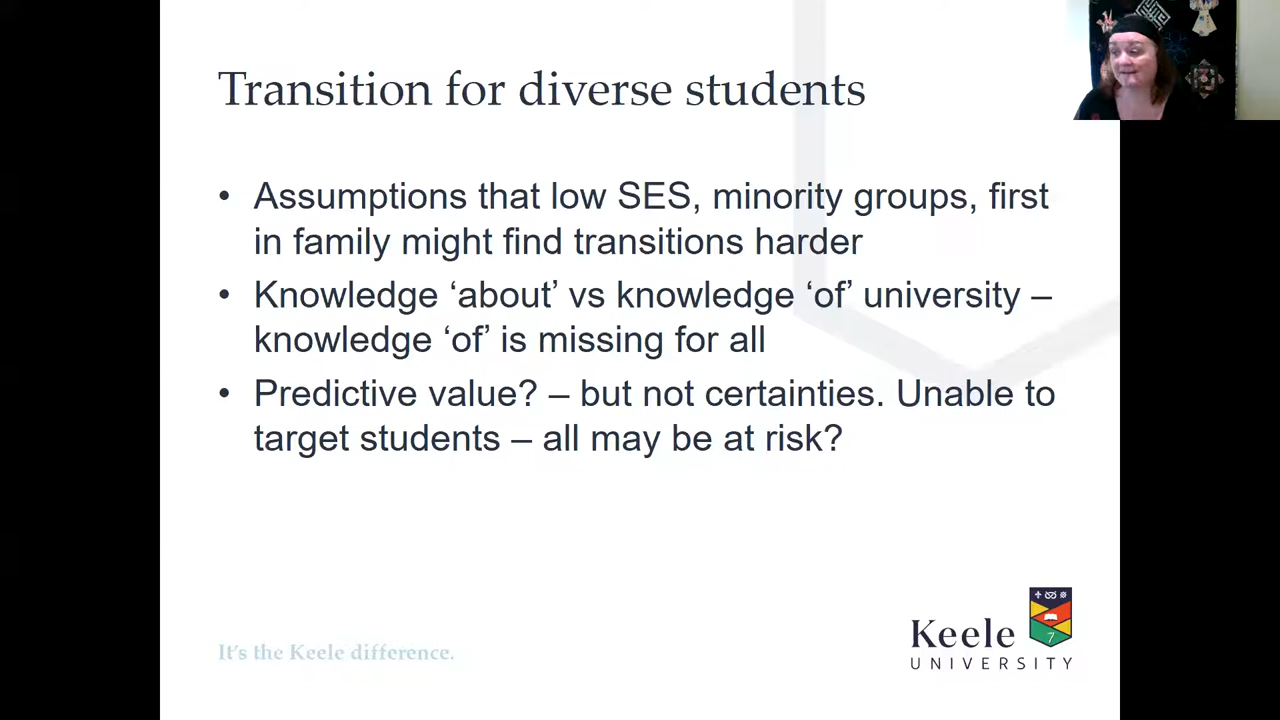 Transition for diverse students
• Assumptions that low SES, minority groups, first
in family might find transitions harder
• Knowledge ‘about’ vs knowledge ‘of’ university –
knowledge ‘of’ is missing for all
• Predictive value? – but not certainties. Unable to
target students – all may be at risk?
It's the Keele difference.
Keele
UNIVERSITY